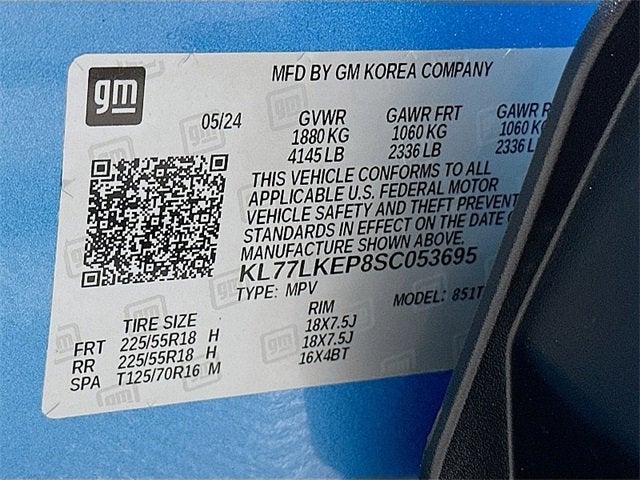 gm
MFD BY GM KOREA COMPANY
05/24 GVWR GAWR FRT GAWR
1880 KG 1060 KG 1060
4145 LB 2336 LB 2336
THIS VEHICLE CONFORMS TO ALL
APPLICABLE U.S. FEDERAL MOTOR
VEHICLE SAFETY AND THEFT PREVENT
STANDARDS IN EFFECT ON THE DATE
MANUFACTURE SHOWN ABOVE.
KL77LKEP8SC053695
TYPE: MPV MODEL: 851T
TIRE SIZE RIM
FRT 225/55R18 H 18X7.5J
RR 225/55R18 H 18X7.5J
SPA T125/70R16 M 16X4BT